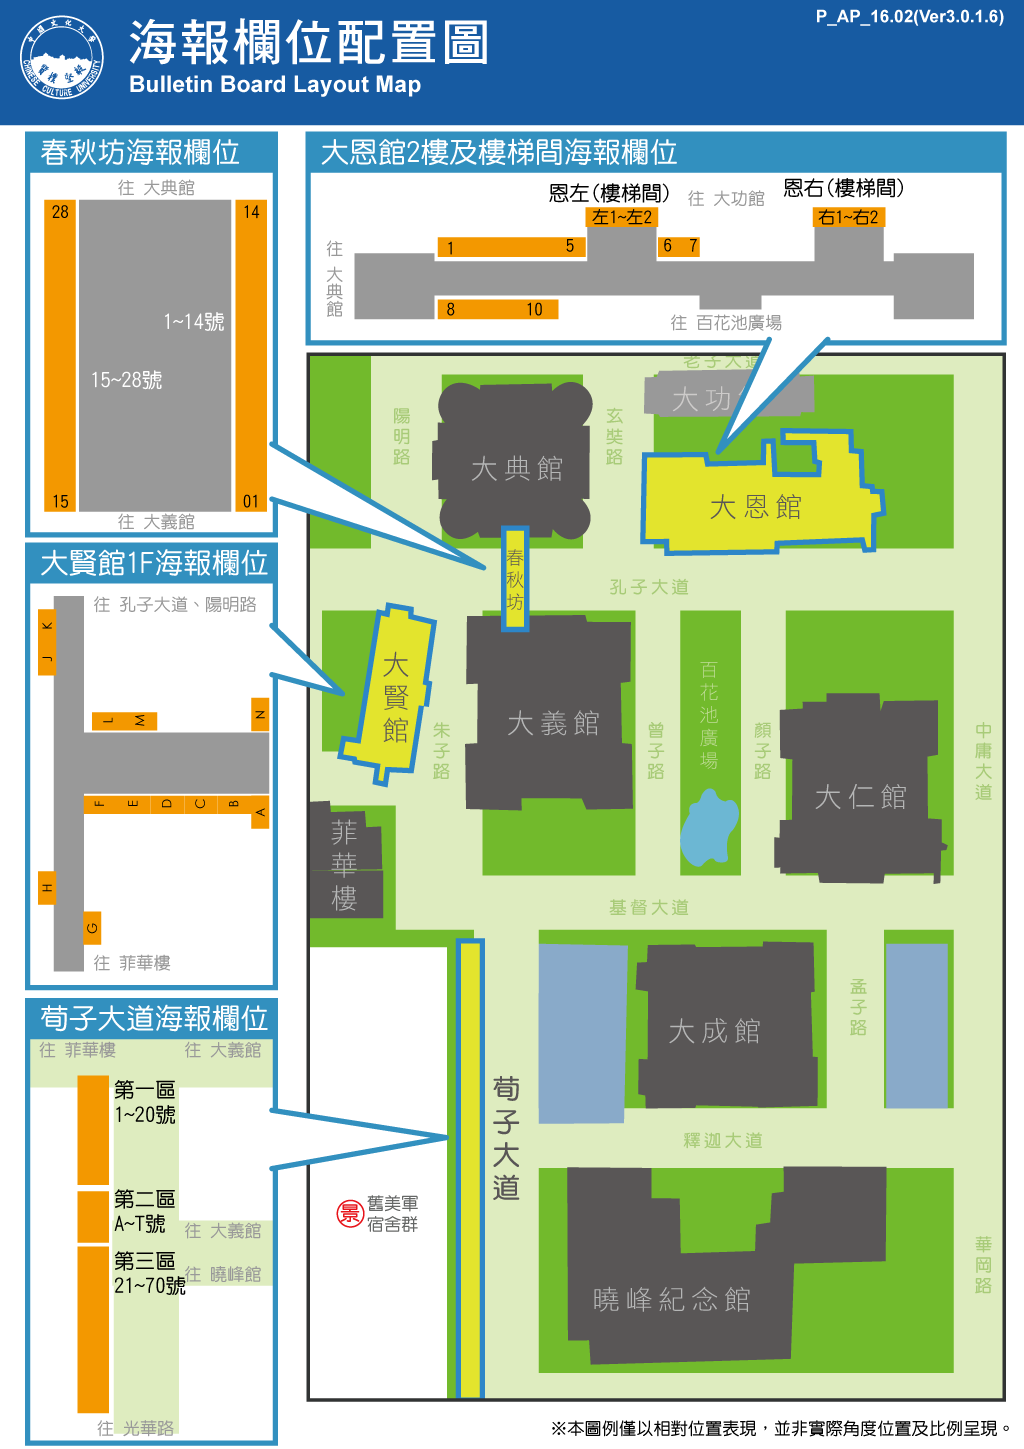 P_AP_16.02(Ver3.0.1.6)
中國文化大學
CHINESE CULTURE UNIVERSITY
海報欄位配置圖
Bulletin Board Layout Map
春秋坊海報欄位
往 大典館
28
14
1~14號
15~28號
15
01
往 大義館
大恩館2樓及樓梯間海報欄位
恩左(樓梯間)
往 大功館
恩右(樓梯間)
左1~左2
右1~右2
往 大典館
1
5
6
7
8
10
往 百花池廣場
大賢館1F海報欄位
往 孔子大道、陽明路
K
J
L
M
N
F
E
D
C
B
A
H
G
往 菲華樓
荀子大道海報欄位
往 菲華樓
往 大義館
第一區
1~20號
第二區
A~T號
往 大義館
第三區
21~70號
往 曉峰館
往 光華路
老子大道
大功
陽明路
玄奘路
大典館
大恩館
春秋坊
孔子大道
大賢館
大義館
百花池廣場
朱子路
曾子路
顏子路
中庸大道
大仁館
菲華樓
基督大道
大成館
孟子路
荀子大道
釋迦大道
景
舊美軍
宿舍群
華岡路
曉峰紀念館
※本圖例僅以相對位置表現，並非實際角度位置及比例呈現。